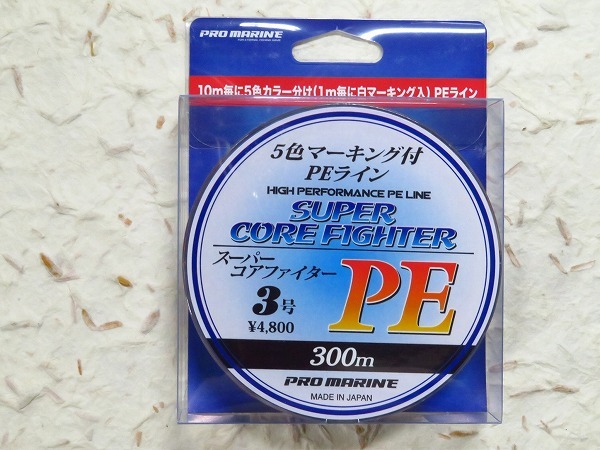 PRO MARINE
10m毎に5色カラー分け(1m毎に白マーキング入) PEライン
5色マーキング付
PEライン
HIGH PERFORMANCE PE LINE
SUPER
CORE FIGHTER
スーパー
コアファイター
PE
3号
¥4,800
300m
PRO MARINE
MADE IN JAPAN